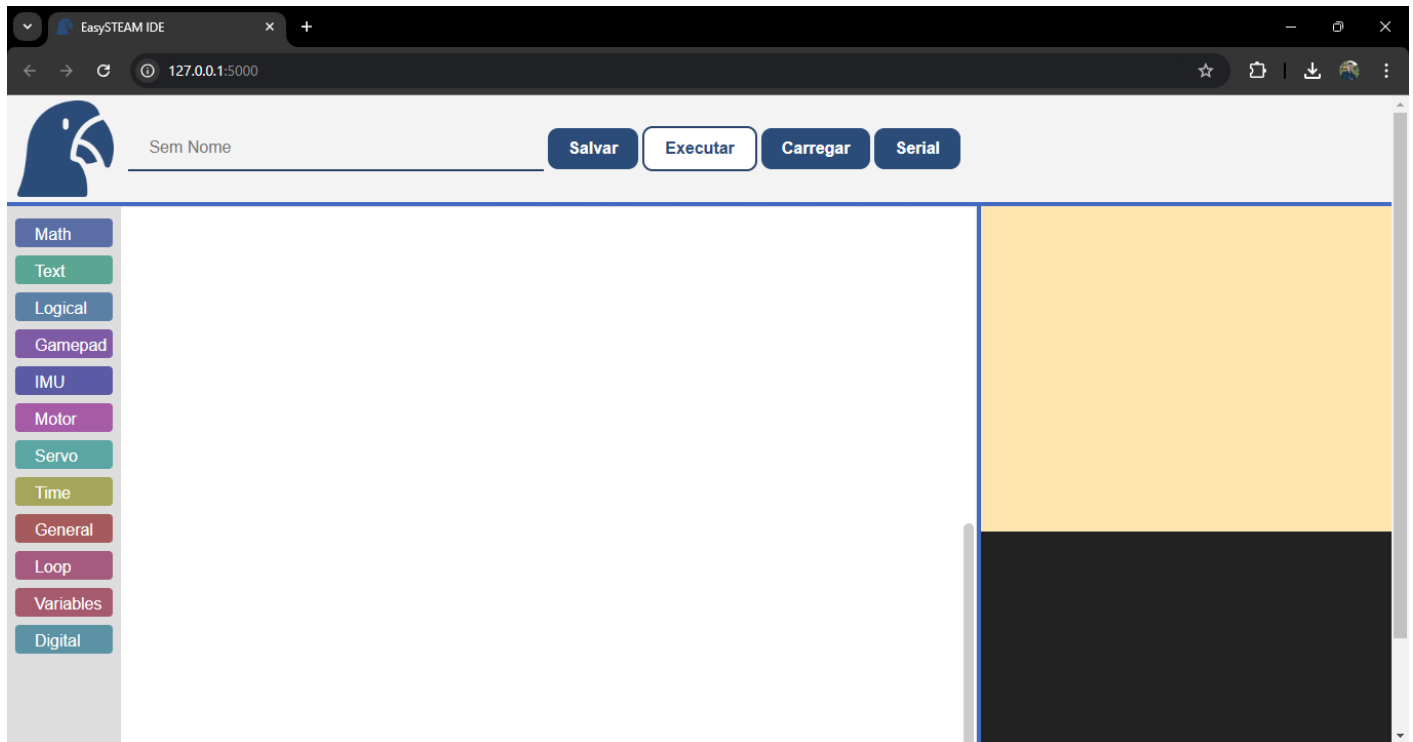 EasySTEAM IDE
127.0.0.1:5000
Sem Nome
Salvar
Executar
Carregar
Serial
Math
Text
Logical
Gamepad
IMU
Motor
Servo
Time
General
Loop
Variables
Digital